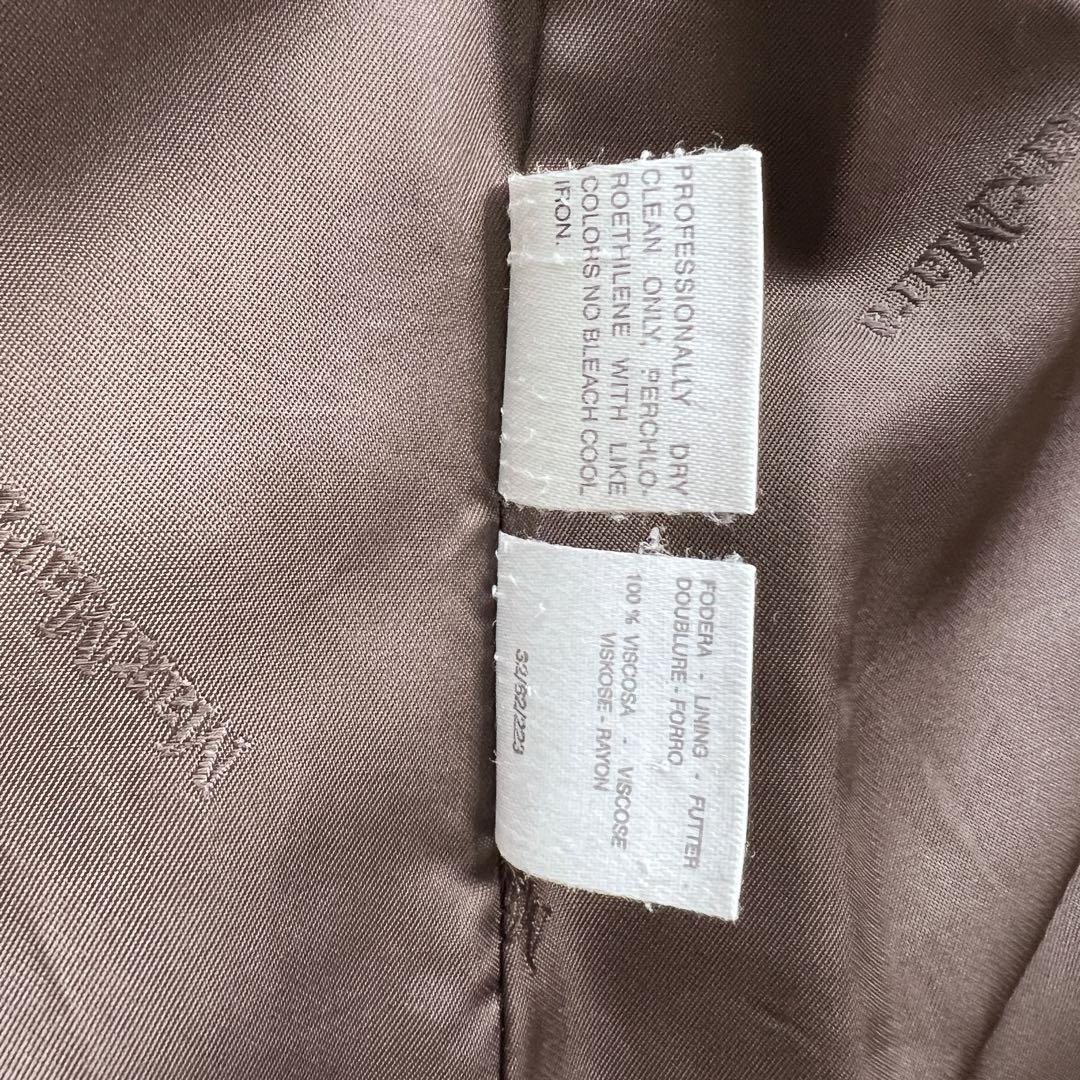 PROFESSIONALLY DRY
CLEAN ONLY, PERCHLO-
ROETHILENE WITH LIKE
COLORS NO BLEACH COOL
IRON.
FODERA - LINING - FUTTER -
DOUBLURE - FORRO
100 % VISCOSA - VISCOSE
VISKOSE - RAYON
32/52/223